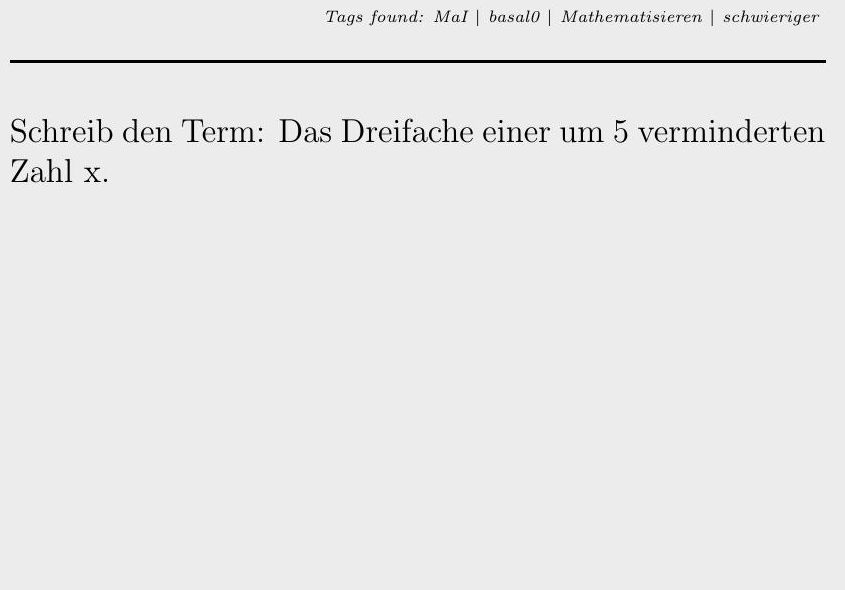 Tags found: MaI | basal0 | Mathematisieren | schwieriger
Schreib den Term: Das Dreifache einer um 5 verminderten
Zahl x.